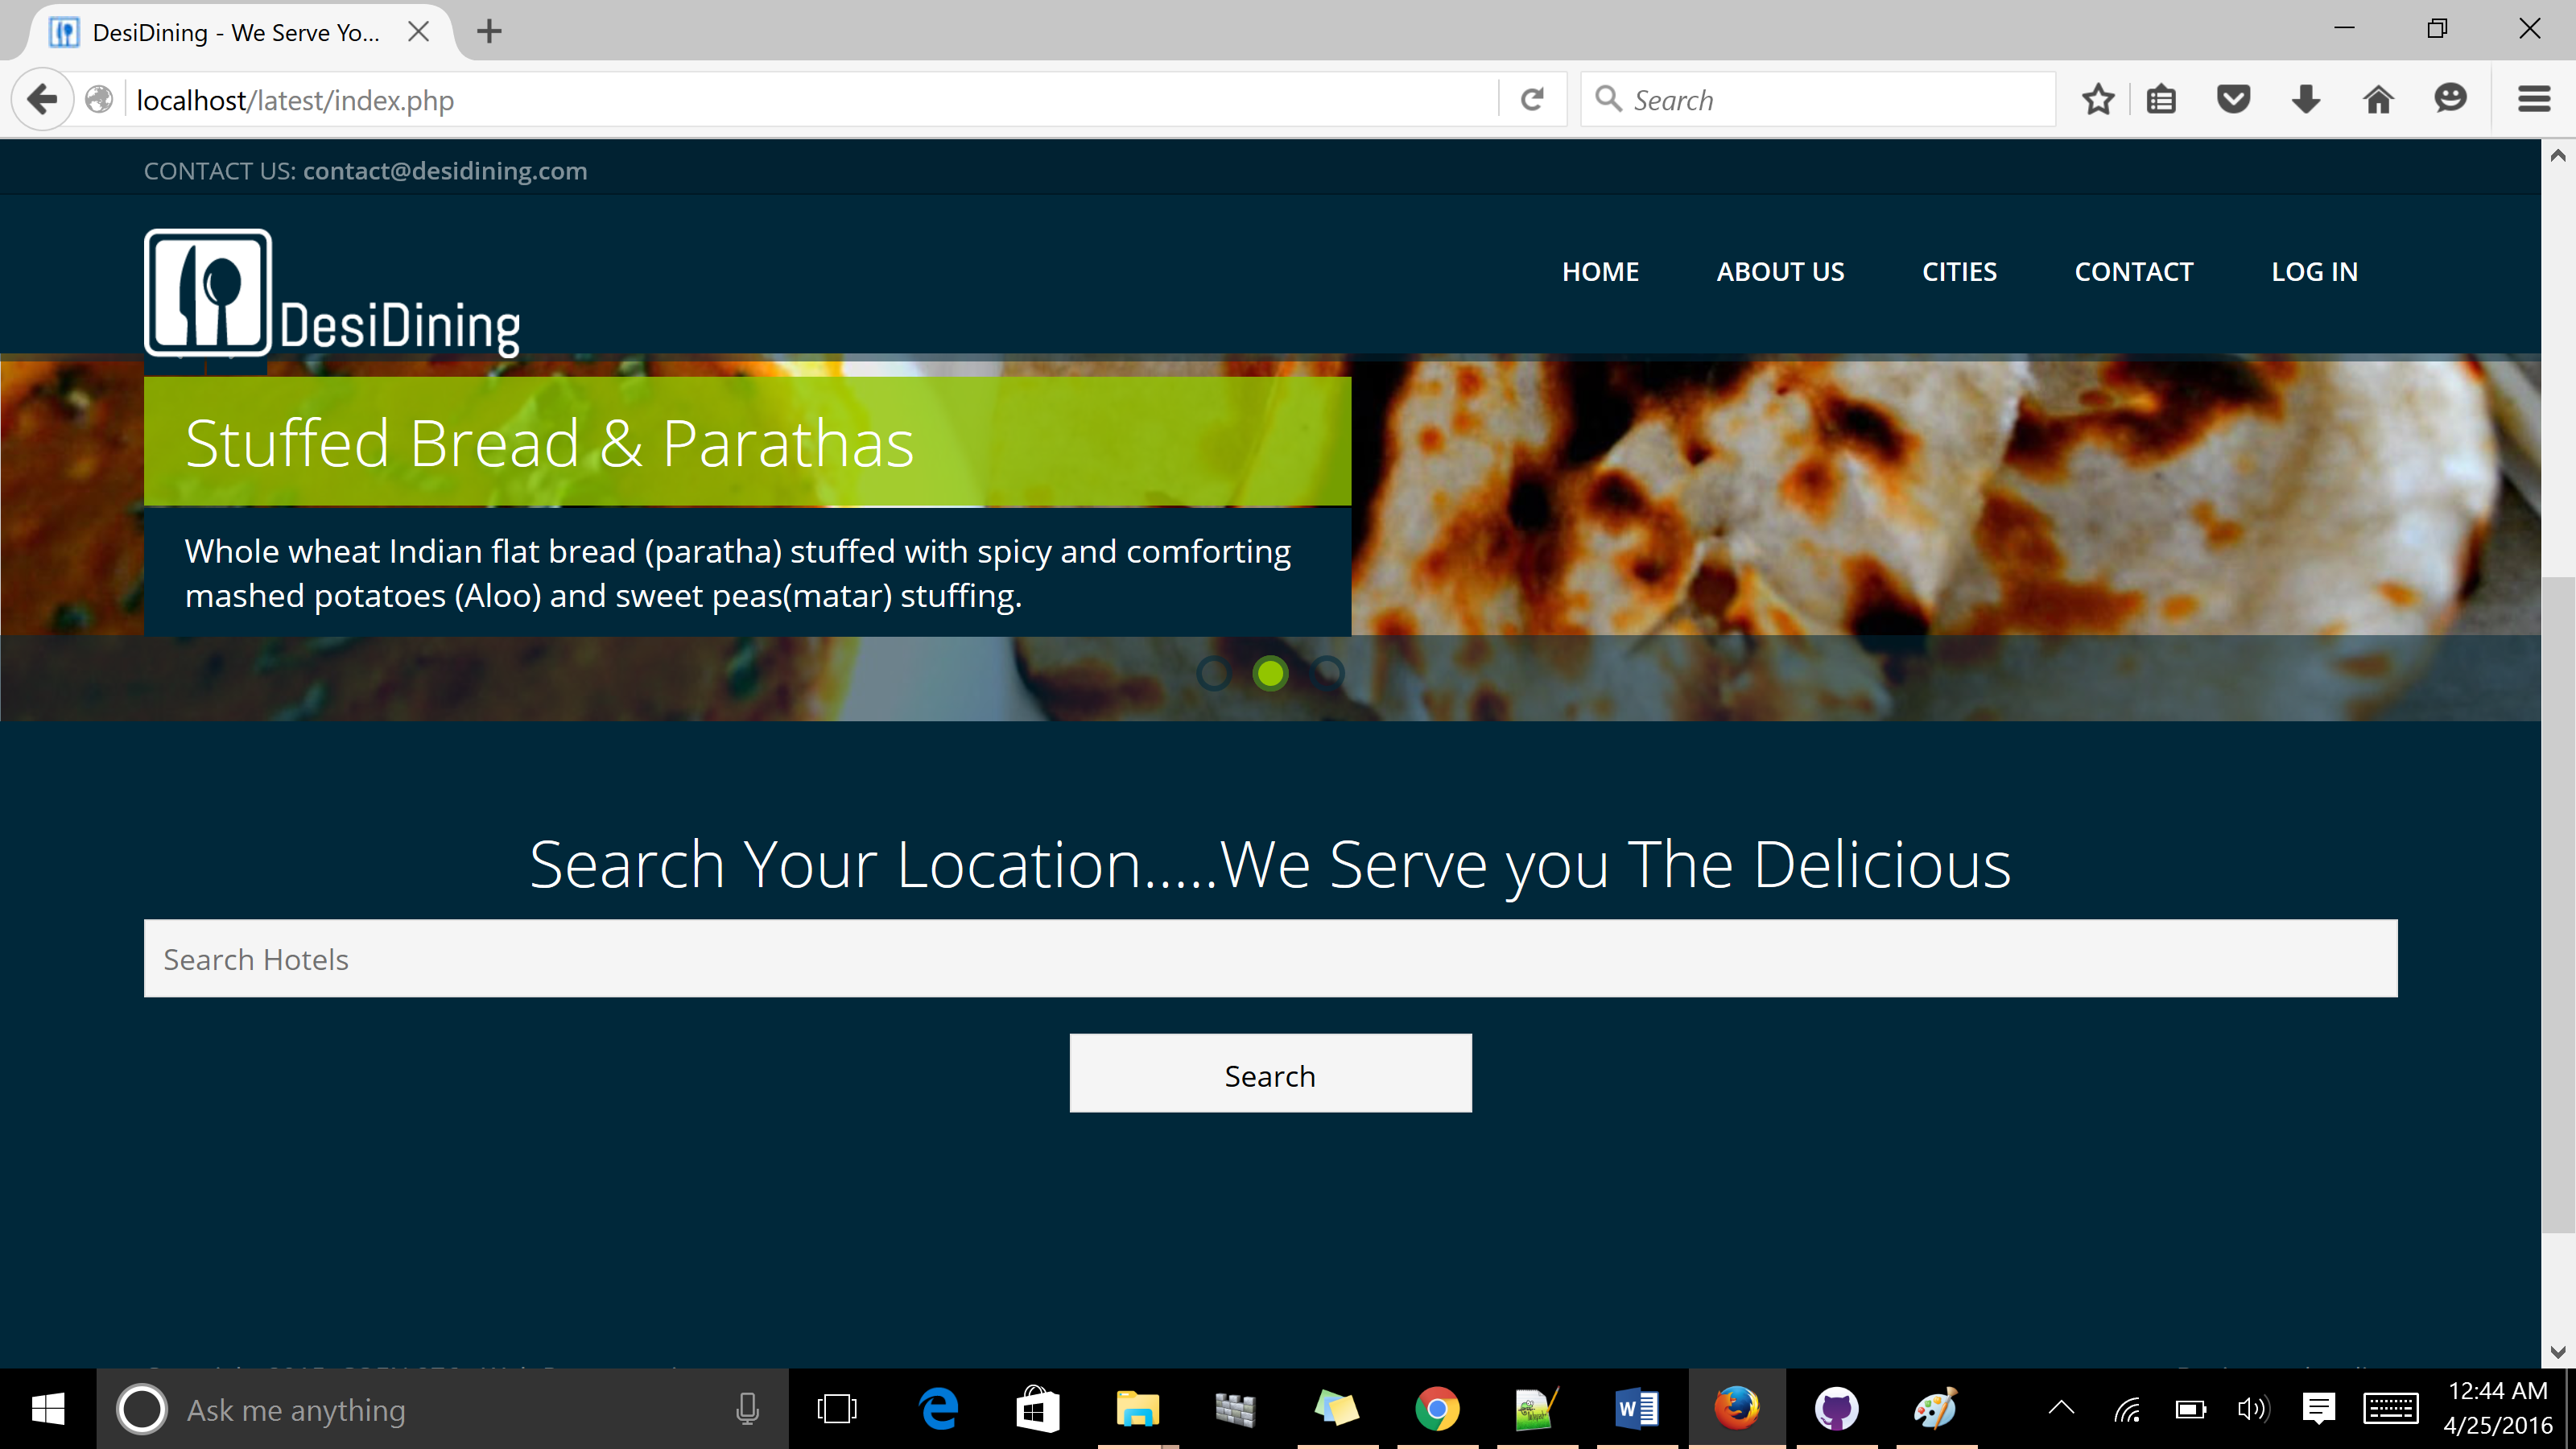 DesiDining - We Serve Yo...
localhost/latest/index.php
Search
CONTACT US: contact@desidining.com
DesiDining
HOME
ABOUT US
CITIES
CONTACT
LOG IN
Stuffed Bread & Parathas
Whole wheat Indian flat bread (paratha) stuffed with spicy and comforting
mashed potatoes (Aloo) and sweet peas(matar) stuffing.
Search Your Location.....We Serve you The Delicious
Search Hotels
Search
Ask me anything
12:44 AM
4/25/2016